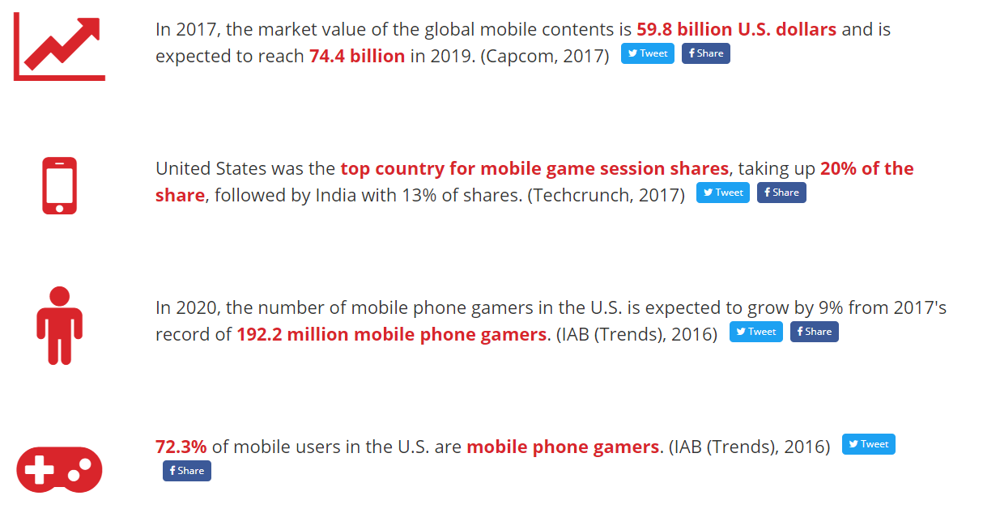 In 2017, the market value of the global mobile contents is 59.8 billion U.S. dollars and is
expected to reach 74.4 billion in 2019. (Capcom, 2017) Tweet Share
United States was the top country for mobile game session shares, taking up 20% of the
share, followed by India with 13% of shares. (Techcrunch, 2017) Tweet Share
In 2020, the number of mobile phone gamers in the U.S. is expected to grow by 9% from 2017's
record of 192.2 million mobile phone gamers. (IAB (Trends), 2016) Tweet Share
72.3% of mobile users in the U.S. are mobile phone gamers. (IAB (Trends), 2016) Tweet
Share